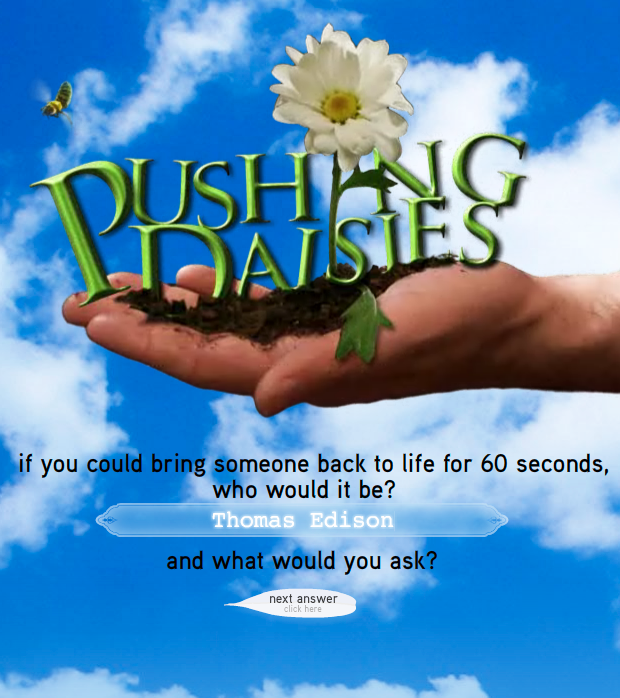 PUSHING
DAISIES
if you could bring someone back to life for 60 seconds,
who would it be?
Thomas Edison
and what would you ask?
next answer
click here